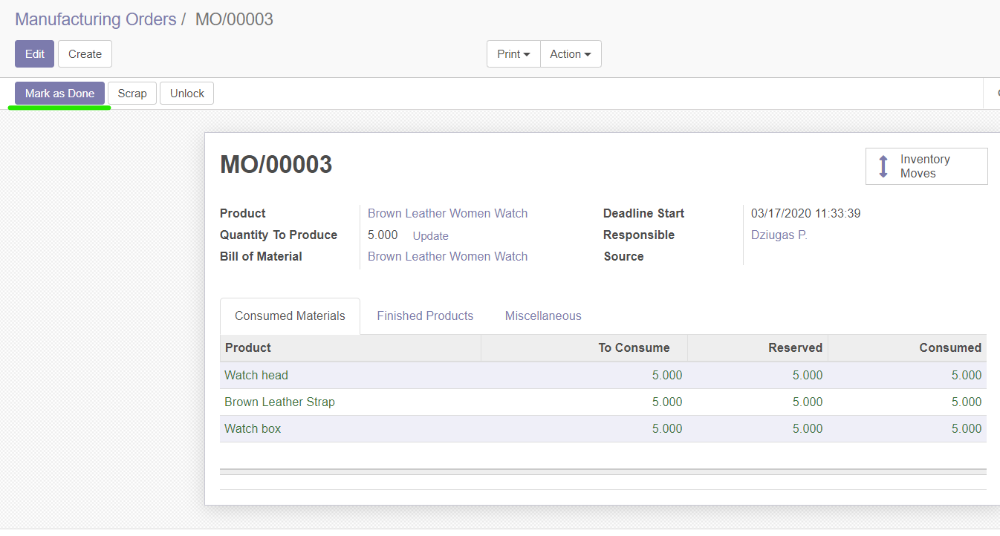 Manufacturing Orders / MO/00003
Edit Create Print Action
Mark as Done Scrap Unlock
MO/00003
Inventory
Moves
Product Brown Leather Women Watch Deadline Start 03/17/2020 11:33:39
Quantity To Produce 5.000 Update Responsible Dziugas P.
Bill of Material Brown Leather Women Watch Source
Consumed Materials Finished Products Miscellaneous
Product To Consume Reserved Consumed
Watch head 5.000 5.000 5.000
Brown Leather Strap 5.000 5.000 5.000
Watch box 5.000 5.000 5.000